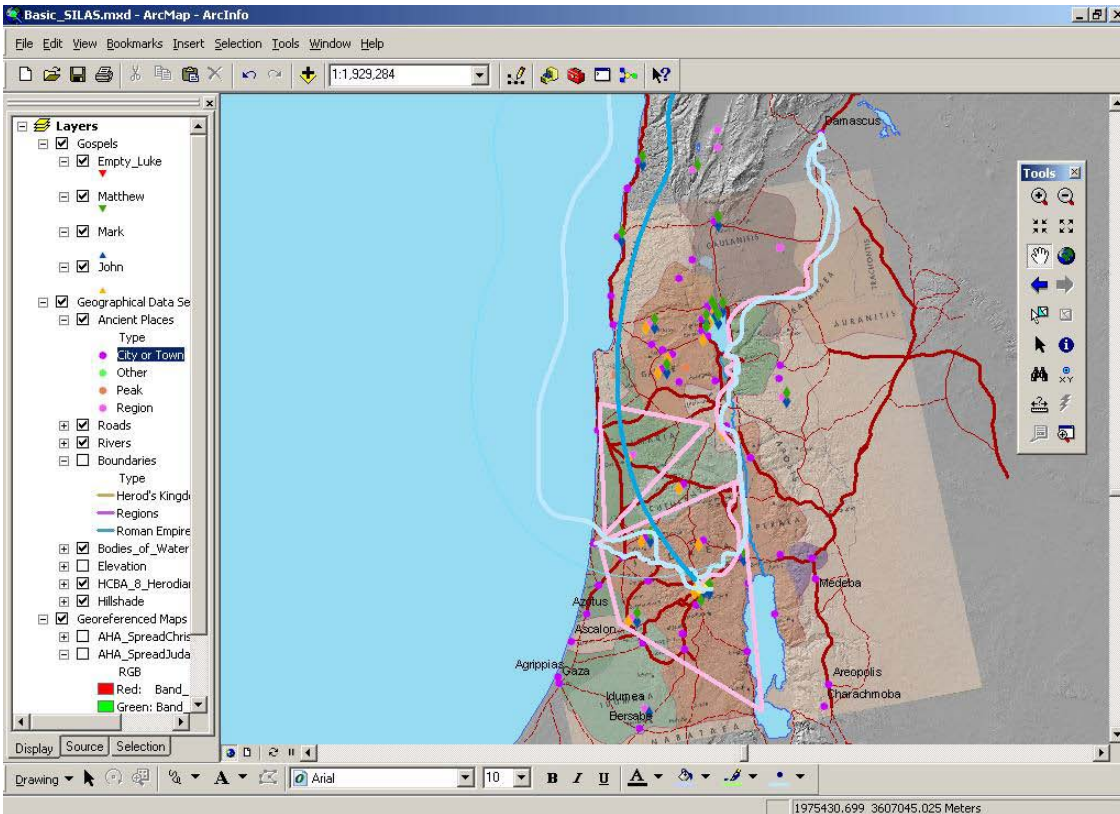 Basic_SILAS.mxd - ArcMap - ArcInfo
File Edit View Bookmarks Insert Selection Tools Window Help
1:1,929,284
Layers
Gospels
Empty_Luke
Matthew
Mark
John
Geographical Data Se
Ancient Places
Type
City or Town
Other
Peak
Region
Roads
Rivers
Boundaries
Type
Herod's Kingd
Regions
Roman Empire
Bodies_of_Water
Elevation
HCBA_8_Herodia
Hillshade
Georeferenced Maps
AHA_SpreadChris
AHA_SpreadJuda
RGB
Red: Band_
Green: Band_
Display Source Selection
Damascus
GAULANITIS
TRACHONITIS
AURANITIS
PERAEA
Medeba
Azotus
Ascalon
Agrippias
Gaza
Areopolis
Charachmoba
Idumea
Bersabe
NABATAEA
Tools
XY
Drawing
A
Arial
10
B I U A
1975430.699 3607045.025 Meters